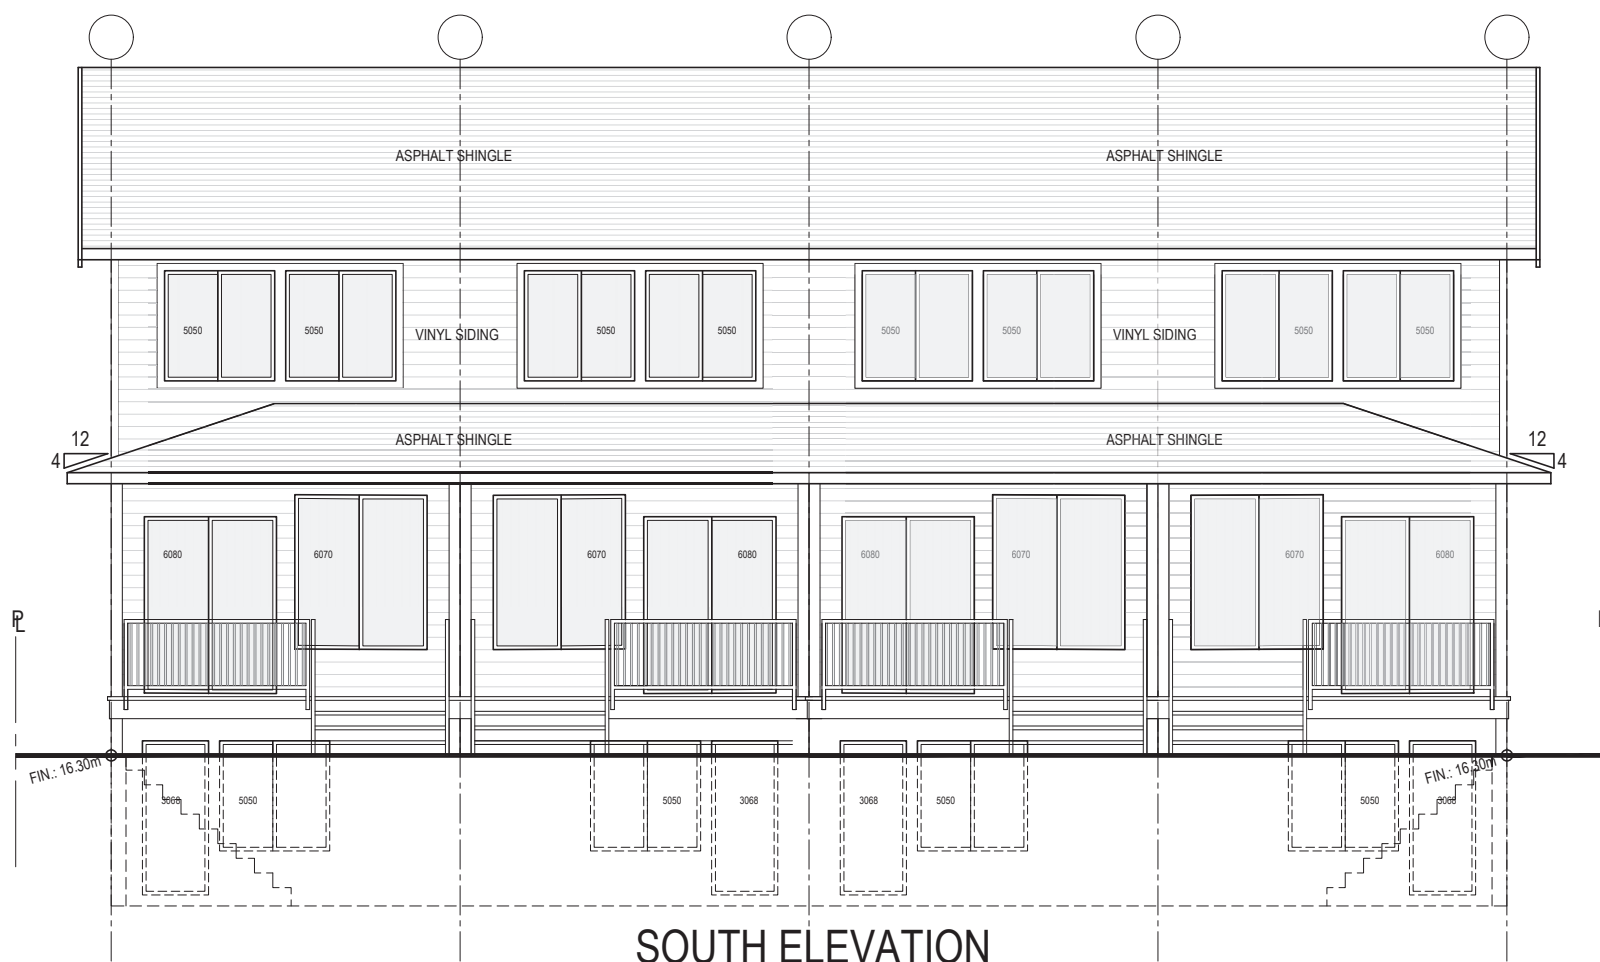 ASPHALT SHINGLE ASPHALT SHINGLE
5050 5050 VINYL SIDING 5050 5050 5050 5050 VINYL SIDING 5050 5050
12 ASPHALT SHINGLE ASPHALT SHINGLE 12
4 4
6080 6070 6070 6080 6080 6070 6070 6080
PL
FIN.: 16.30m FIN.: 16.30m
3068 5050 5050 3068 3068 5050 5050 3068
SOUTH ELEVATION